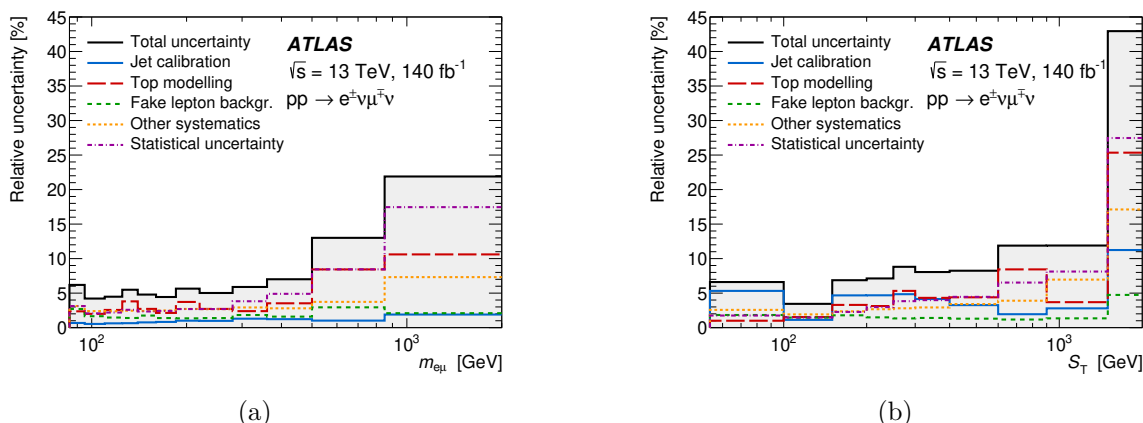 45
40
35
30
25
20
15
10
5
0
Relative uncertainty [%]
Total uncertainty
Jet calibration
Top modelling
Fake lepton backgr.
Other systematics
Statistical uncertainty
ATLAS
√s = 13 TeV, 140 fb⁻¹
pp → e±νμ∓ν
10² 10³
m_eμ [GeV]
(a)
45
40
35
30
25
20
15
10
5
0
Relative uncertainty [%]
Total uncertainty
Jet calibration
Top modelling
Fake lepton backgr.
Other systematics
Statistical uncertainty
ATLAS
√s = 13 TeV, 140 fb⁻¹
pp → e±νμ∓ν
10² 10³
S_T [GeV]
(b)